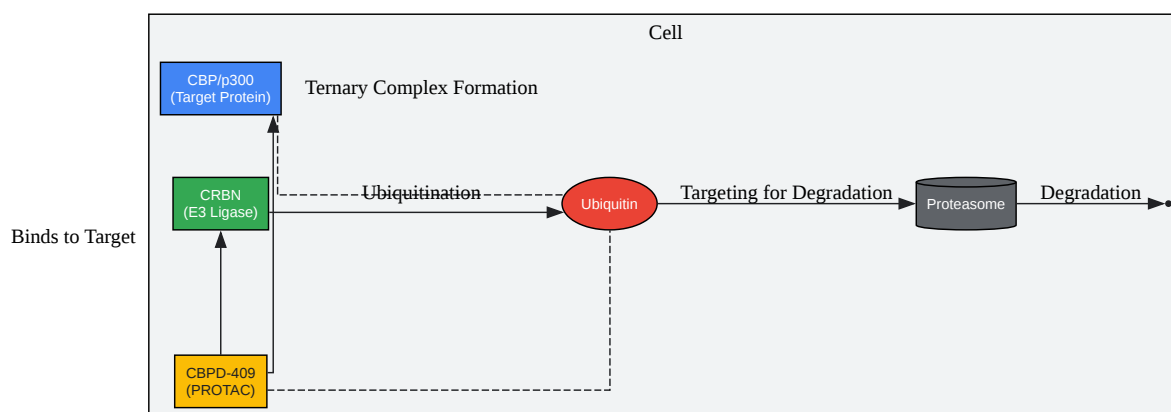 Cell
CBP/p300
(Target Protein)
Ternary Complex Formation
CRBN
(E3 Ligase)
Ubiquitination
Ubiquitin
Targeting for Degradation
Proteasome
Degradation
Binds to Target
CBPD-409
(PROTAC)